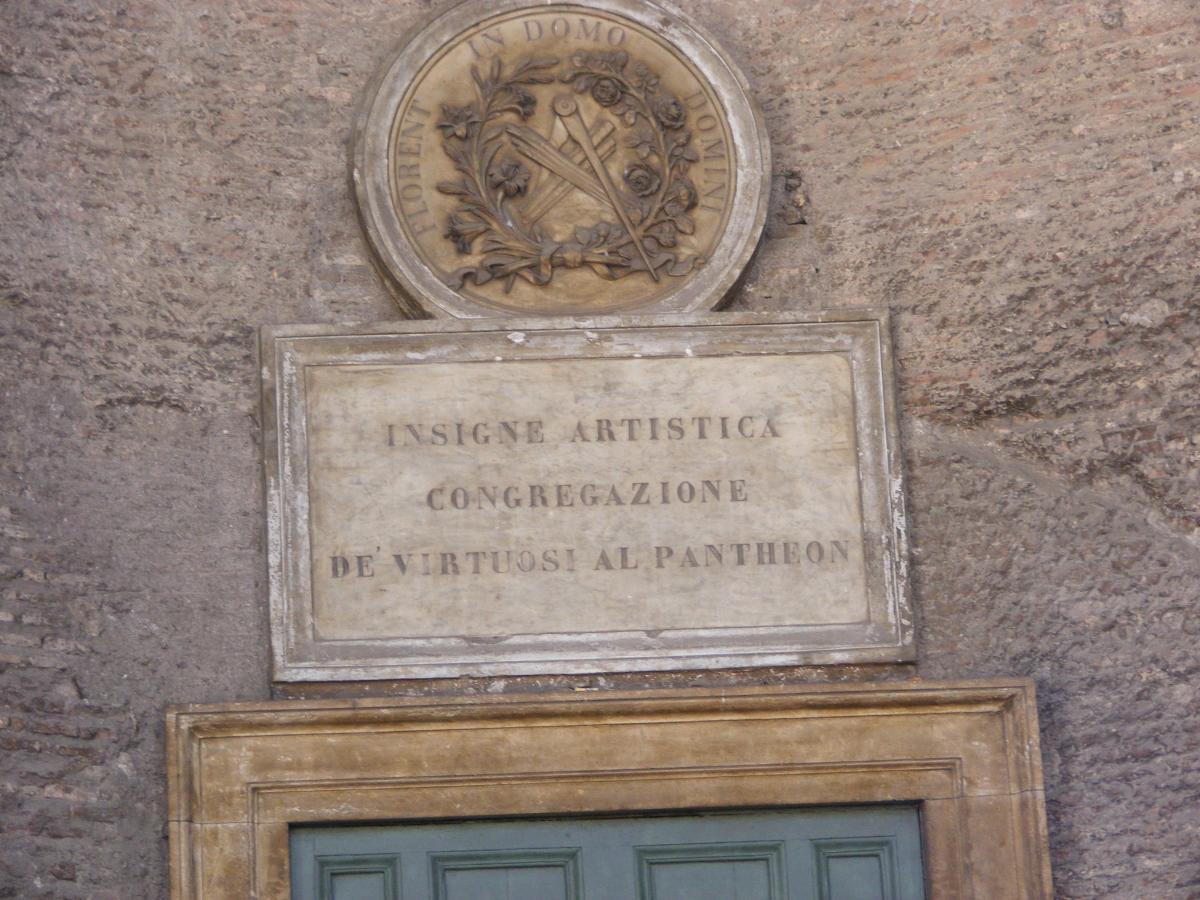 FLORENT IN DOMO DOMINI
INSIGNE ARTISTICA
CONGREGAZIONE
DE' VIRTUOSI AL PANTHEON